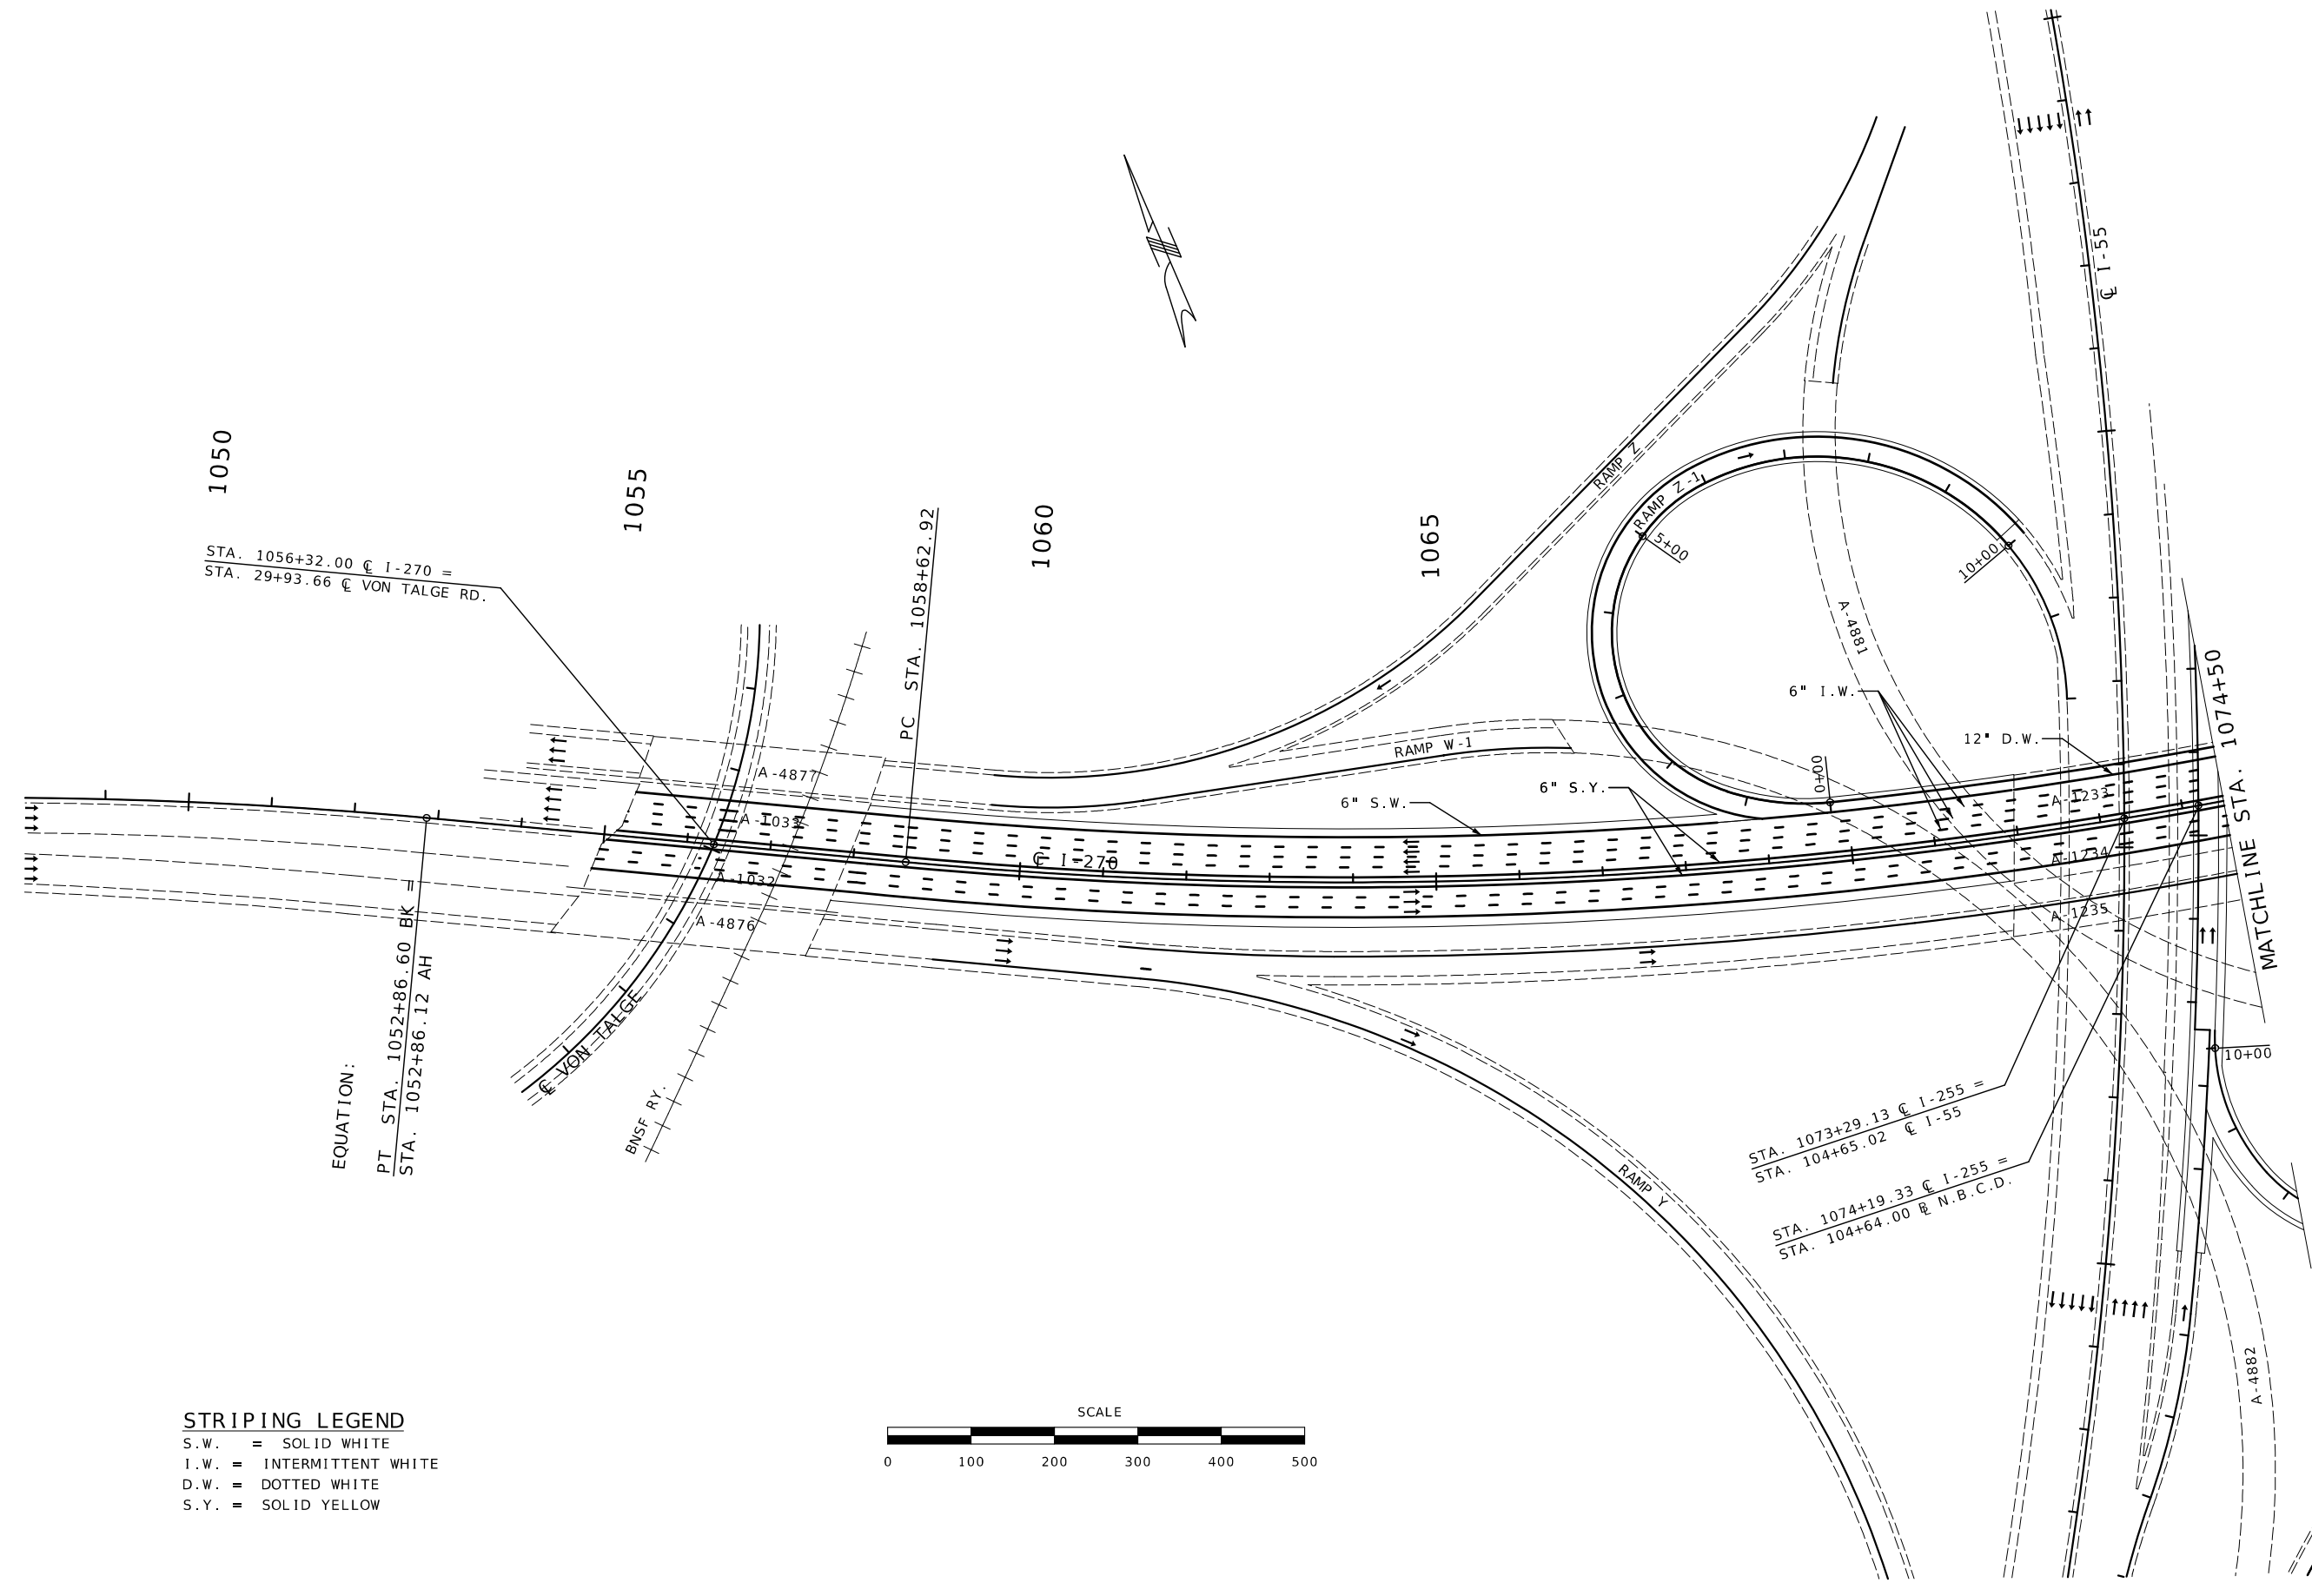 I-55 ℄
1050
1055
1060
1065
STA. 1056+32.00 ℄ I-270 =
STA. 29+93.66 ℄ VON TALGE RD.
PC STA. 1058+62.92
RAMP Z
RAMP Z-1
5+00
10+00
A-4881
6" I.W.
12" D.W.
MATCHLINE STA. 1074+50
RAMP W-1
0+00
6" S.W.
6" S.Y.
A-4877
A-1033
℄ I-270
A-1032
A-4876
A-1233
A-1234
A-1235
EQUATION:
PT STA. 1052+86.60 BK =
STA. 1052+86.12 AH
℄ VON TALGE
BNSF RY.
10+00
STA. 1073+29.13 ℄ I-255 =
STA. 104+65.02 ℄ I-55
STA. 1074+19.33 ℄ I-255 =
STA. 104+64.00 BL N.B.C.D.
RAMP Y
A-4882
STRIPING LEGEND
S.W. = SOLID WHITE
I.W. = INTERMITTENT WHITE
D.W. = DOTTED WHITE
S.Y. = SOLID YELLOW
SCALE
0 100 200 300 400 500